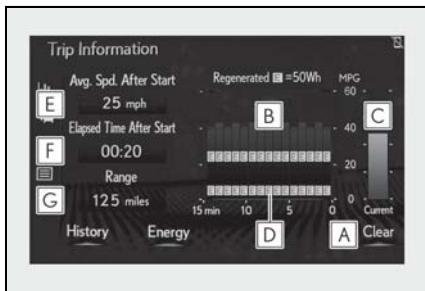 Trip Information
Avg. Spd. After Start
E
25 mph
Elapsed Time After Start
F
00:20
Range
G
125 miles
Regenerated E =50Wh
MPG
60
40
20
0
B
C
15 min
10
5
0
Current
D
A
History
Energy
Clear